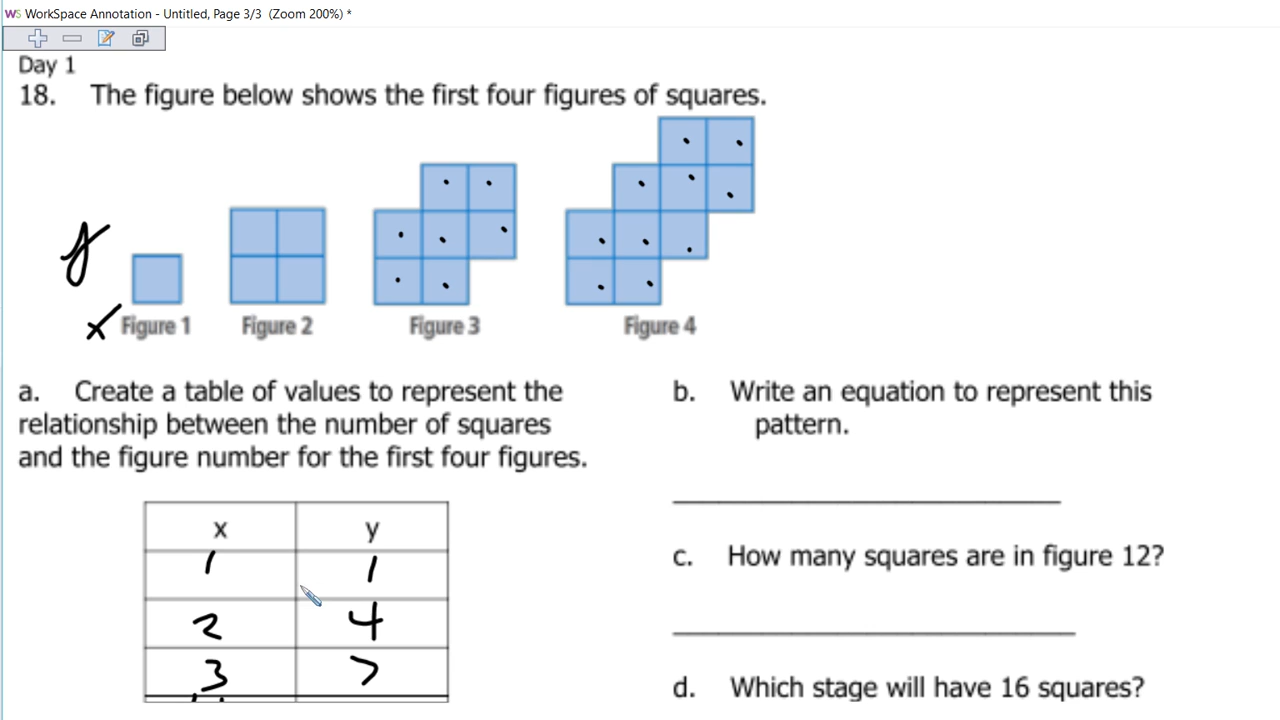 WS WorkSpace Annotation - Untitled, Page 3/3 (Zoom 200%) *
Day 1
18. The figure below shows the first four figures of squares.
y
x Figure 1 Figure 2 Figure 3 Figure 4
a. Create a table of values to represent the
relationship between the number of squares
and the figure number for the first four figures.
x y
1 1
2 4
3 7
b. Write an equation to represent this
pattern.
c. How many squares are in figure 12?
d. Which stage will have 16 squares?